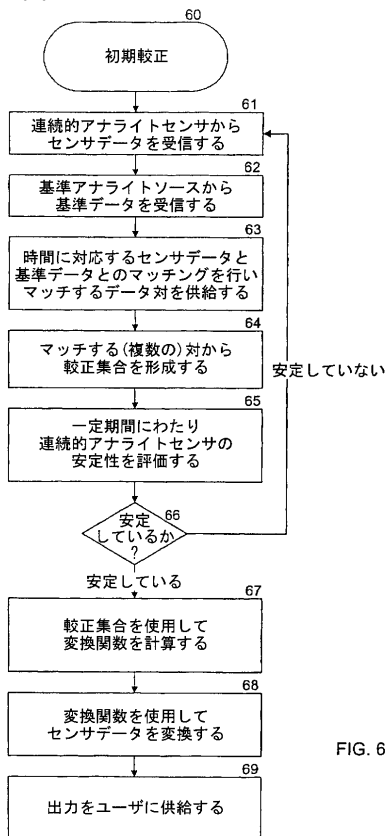 60
初期較正
61
連続的アナライトセンサから
センサデータを受信する
62
基準アナライトソースから
基準データを受信する
63
時間に対応するセンサデータと
基準データとのマッチングを行い
マッチするデータ対を供給する
64
マッチする(複数の)対から
較正集合を形成する
安定していない
65
一定期間にわたり
連続的アナライトセンサの
安定性を評価する
66
安定
しているか
?
安定している
67
較正集合を使用して
変換関数を計算する
68
変換関数を使用して
センサデータを変換する
69
出力をユーザに供給する
FIG. 6